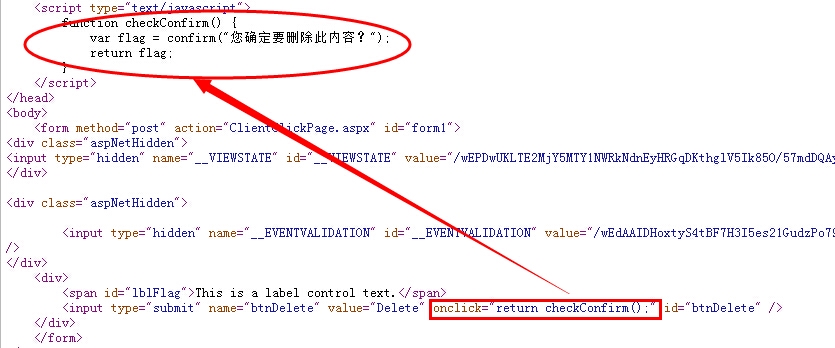 <script type="text/javascript">
function checkConfirm() {
var flag = confirm("您确定要删除此内容？");
return flag;
}
</script>
</head>
<body>
<form method="post" action="ClientClickPage.aspx" id="form1">
<div class="aspNetHidden">
<input type="hidden" name="__VIEWSTATE" id="__VIEWSTATE" value="/wEPDwUKLTE2MjY5MTY1NWRkNdnEyHRGqDKthglV5Ik850/57mdDQAy
</div>
<div class="aspNetHidden">
<input type="hidden" name="__EVENTVALIDATION" id="__EVENTVALIDATION" value="/wEdAAIDHoxtyS4tBF7H3I5es21GudzPo79
/>
</div>
<div>
<span id="lblFlag">This is a label control text.</span>
<input type="submit" name="btnDelete" value="Delete" onclick="return checkConfirm();" id="btnDelete" />
</div>
</form>